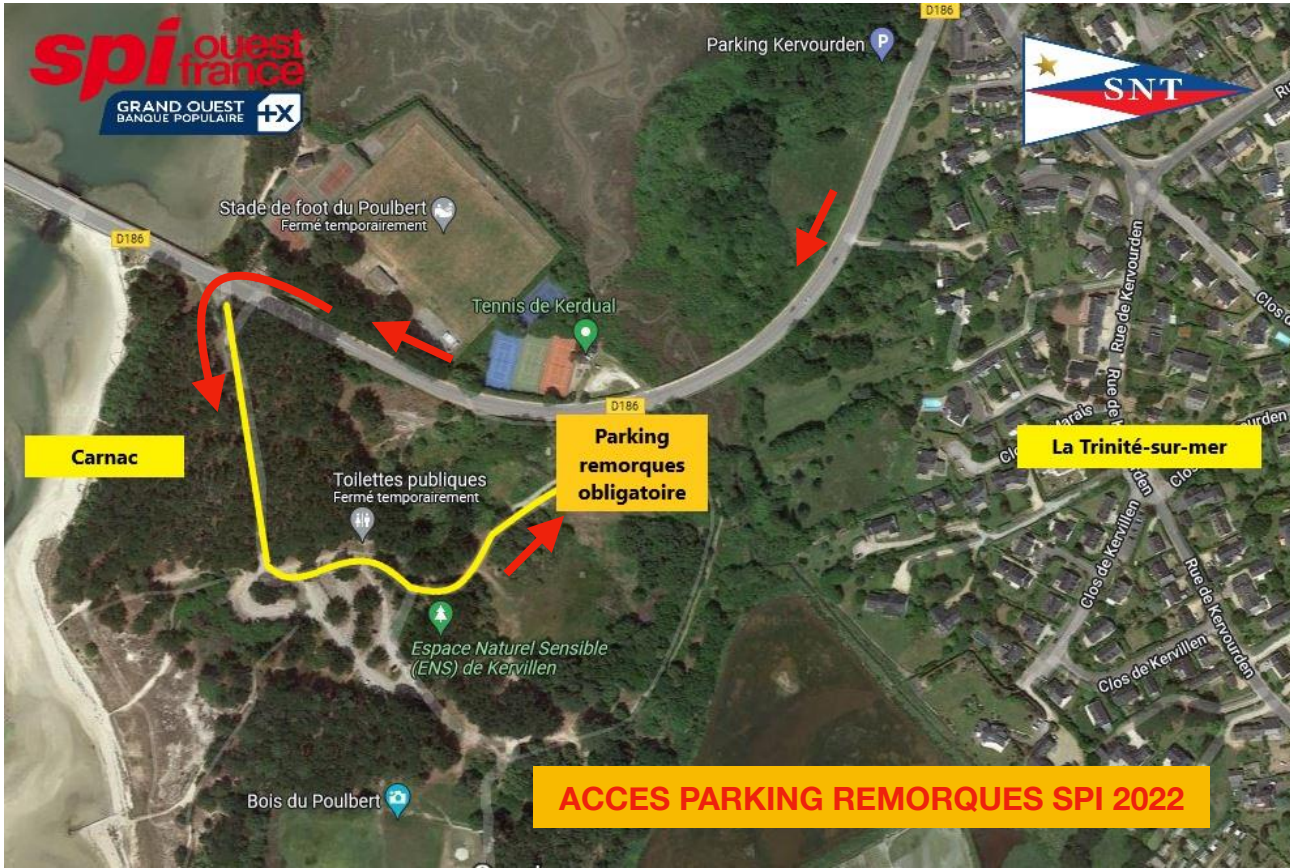 spi ouest
france
GRAND OUEST
BANQUE POPULAIRE +X
D186
Parking Kervourden P
SNT
Stade de foot du Poulbert
Fermé temporairement
D186
Tennis de Kerdual
Rue de Kervourden
D186
Parking
remorques
obligatoire
Carnac
La Trinité-sur-mer
Toilettes publiques
Fermé temporairement
Clos de Kervillen
Rue de Kervourden
Espace Naturel Sensible
(ENS) de Kervillen
Clos de Kervillen
Bois du Poulbert
ACCES PARKING REMORQUES SPI 2022